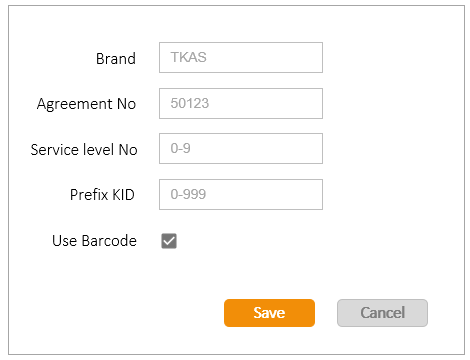 Brand TKAS
Agreement No 50123
Service level No 0-9
Prefix KID 0-999
Use Barcode
Save Cancel